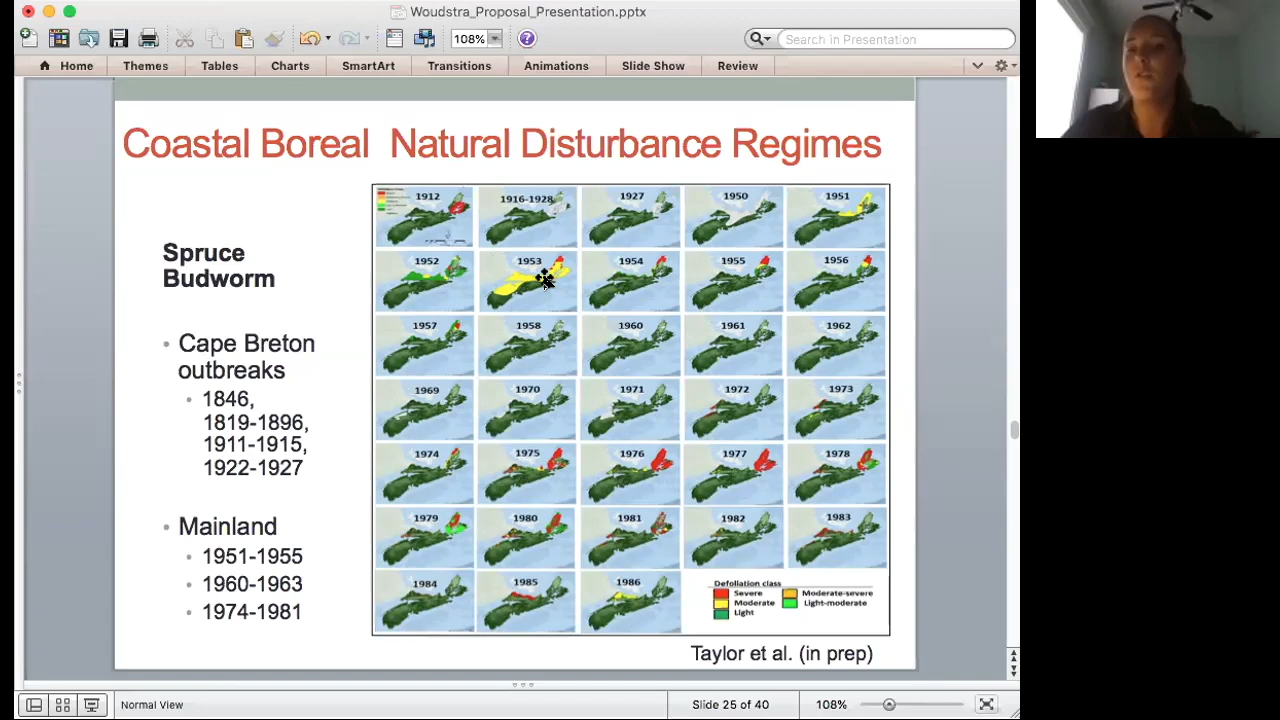 Woudstra_Proposal_Presentation.pptx
108%
Search in Presentation
Home Themes Tables Charts SmartArt Transitions Animations Slide Show Review
Coastal Boreal Natural Disturbance Regimes
Spruce
Budworm
• Cape Breton
outbreaks
• 1846,
1819-1896,
1911-1915,
1922-1927
• Mainland
• 1951-1955
• 1960-1963
• 1974-1981
1912 1916-1928 1927 1950 1951
1952 1953 1954 1955 1956
1957 1958 1960 1961 1962
1969 1970 1971 1972 1973
1974 1975 1976 1977 1978
1979 1980 1981 1982 1983
1984 1985 1986
Defoliation class
Severe Moderate-severe
Moderate Light-moderate
Light
Taylor et al. (in prep)
Normal View Slide 25 of 40 108%